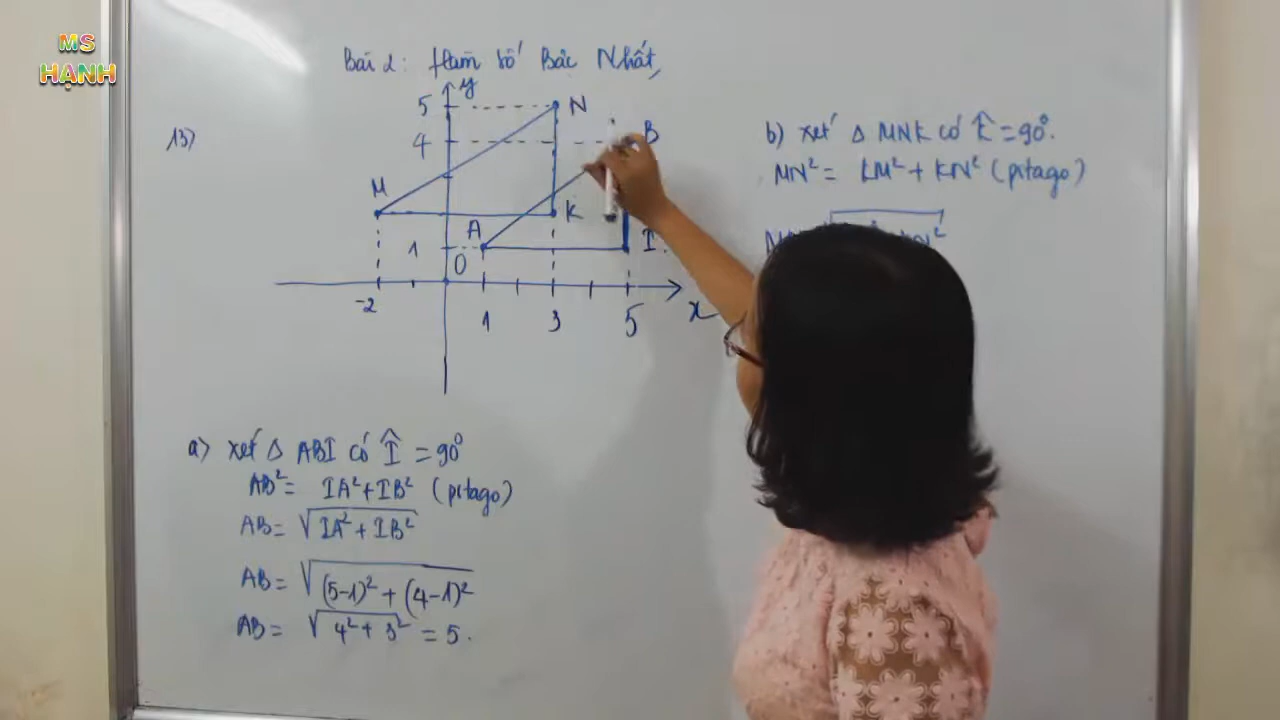 MS
HẠNH
Bài 2: Hàm số Bậc Nhất
13)
y
5
N
4
B
M
K
A
1
I
O
-2
1
3
5
x
a) xét Δ ABI có Î = 90°
AB² = IA² + IB² (pitago)
AB = √IA² + IB²
AB = √(5-1)² + (4-1)²
AB = √4² + 3² = 5.
b) xét Δ MNK có K̂ = 90°.
MN² = KM² + KN² (pitago)